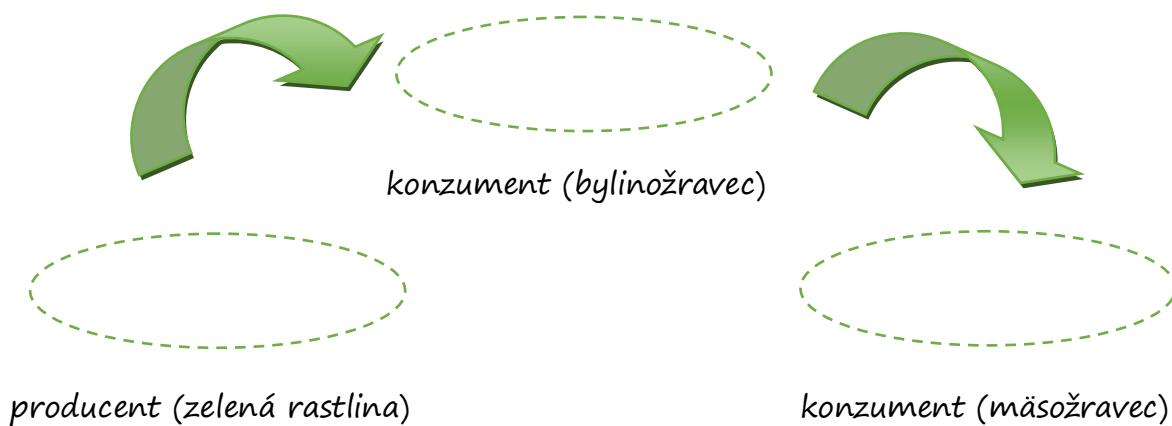 konzument (bylinožravec)
producent (zelená rastlina)
konzument (mäsožravec)